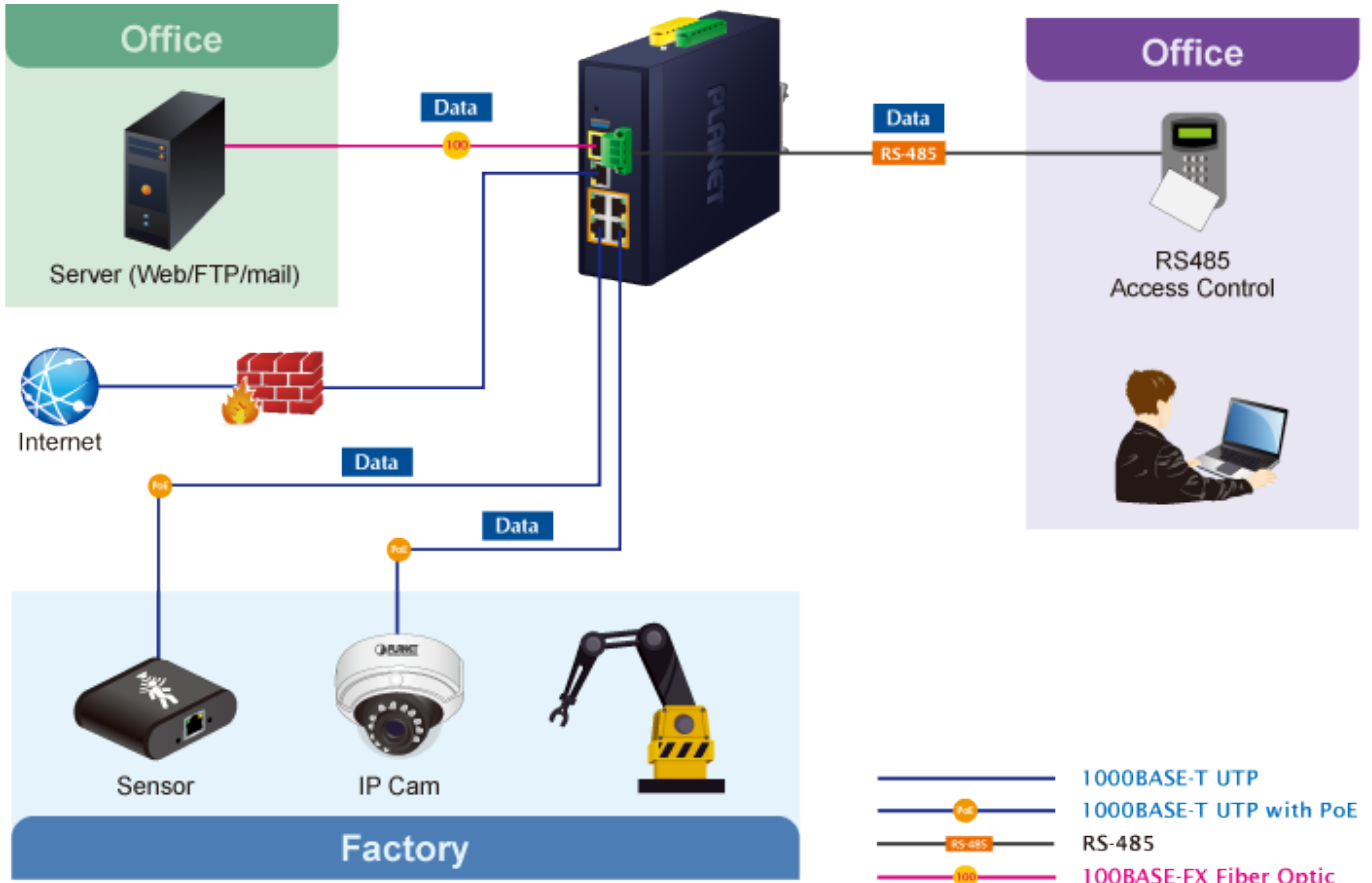 Office
Server (Web/FTP/mail)
Data
100
PLANET
Data
RS-485
Office
RS485
Access Control
Internet
Data
PoE
Data
PoE
PLANET
Sensor
IP Cam
Factory
1000BASE-T UTP
PoE
1000BASE-T UTP with PoE
RS-485
RS-485
100
100BASE-FX Fiber Optic